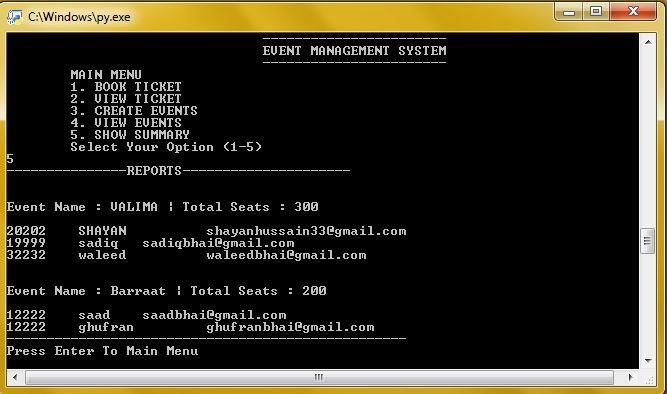 C:\Windows\py.exe
------------------------
EVENT MANAGEMENT SYSTEM
------------------------
MAIN MENU
1. BOOK TICKET
2. VIEW TICKET
3. CREATE EVENTS
4. VIEW EVENTS
5. SHOW SUMMARY
Select Your Option (1-5)
5
---------------REPORTS---------------------
Event Name : VALIMA | Total Seats : 300
20202 SHAYAN shayanhussain33@gmail.com
19999 sadiq sadiqbhai@gmail.com
32232 waleed waleedbhai@gmail.com
Event Name : Barraat | Total Seats : 200
12222 saad saadbhai@gmail.com
12222 ghufran ghufranbhai@gmail.com
--------------------------------------------------
Press Enter To Main Menu